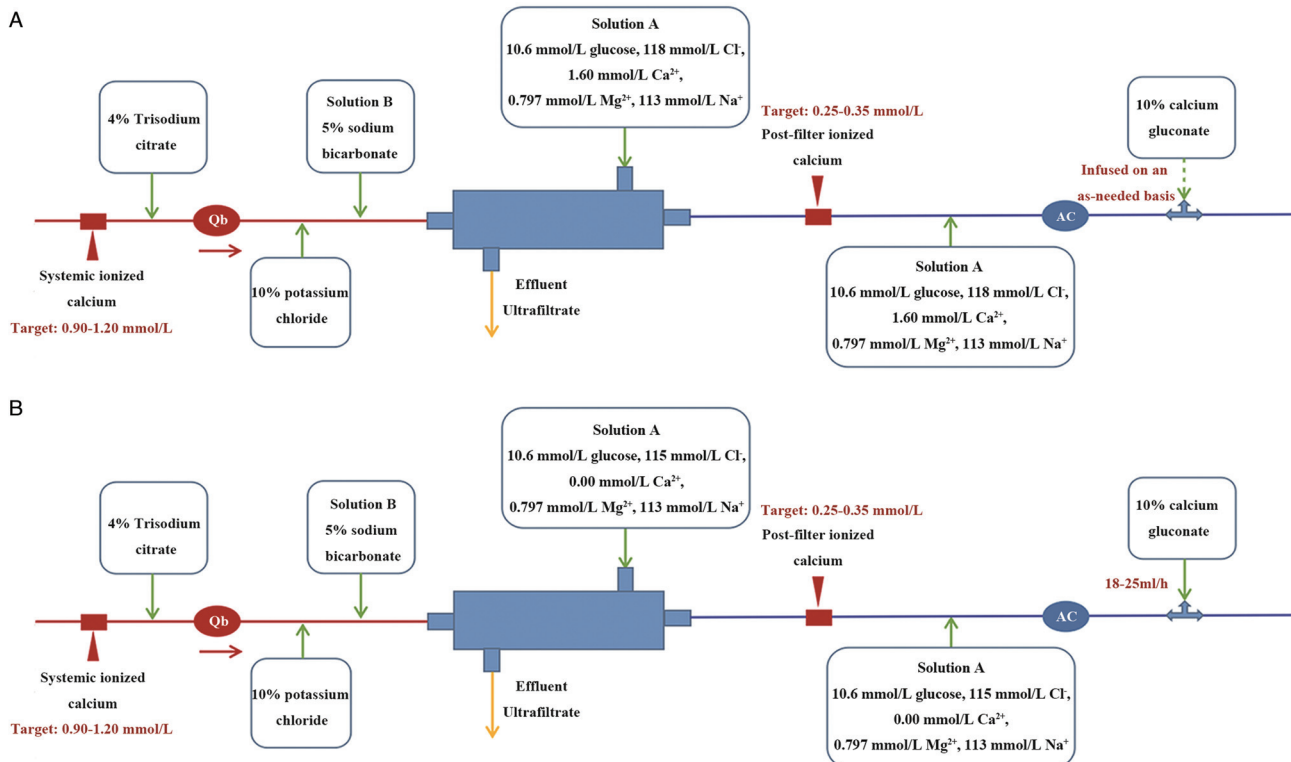 A
Solution A
10.6 mmol/L glucose, 118 mmol/L Cl⁻,
1.60 mmol/L Ca²⁺,
0.797 mmol/L Mg²⁺, 113 mmol/L Na⁺
4% Trisodium
citrate
Solution B
5% sodium
bicarbonate
Target: 0.25-0.35 mmol/L
Post-filter ionized
calcium
10% calcium
gluconate
Infused on an
as-needed basis
Qb
AC
Systemic ionized
calcium
Target: 0.90-1.20 mmol/L
10% potassium
chloride
Effluent
Ultrafiltrate
Solution A
10.6 mmol/L glucose, 118 mmol/L Cl⁻,
1.60 mmol/L Ca²⁺,
0.797 mmol/L Mg²⁺, 113 mmol/L Na⁺
B
Solution A
10.6 mmol/L glucose, 115 mmol/L Cl⁻,
0.00 mmol/L Ca²⁺,
0.797 mmol/L Mg²⁺, 113 mmol/L Na⁺
4% Trisodium
citrate
Solution B
5% sodium
bicarbonate
Target: 0.25-0.35 mmol/L
Post-filter ionized
calcium
10% calcium
gluconate
18-25ml/h
Qb
AC
Systemic ionized
calcium
Target: 0.90-1.20 mmol/L
10% potassium
chloride
Effluent
Ultrafiltrate
Solution A
10.6 mmol/L glucose, 115 mmol/L Cl⁻,
0.00 mmol/L Ca²⁺,
0.797 mmol/L Mg²⁺, 113 mmol/L Na⁺